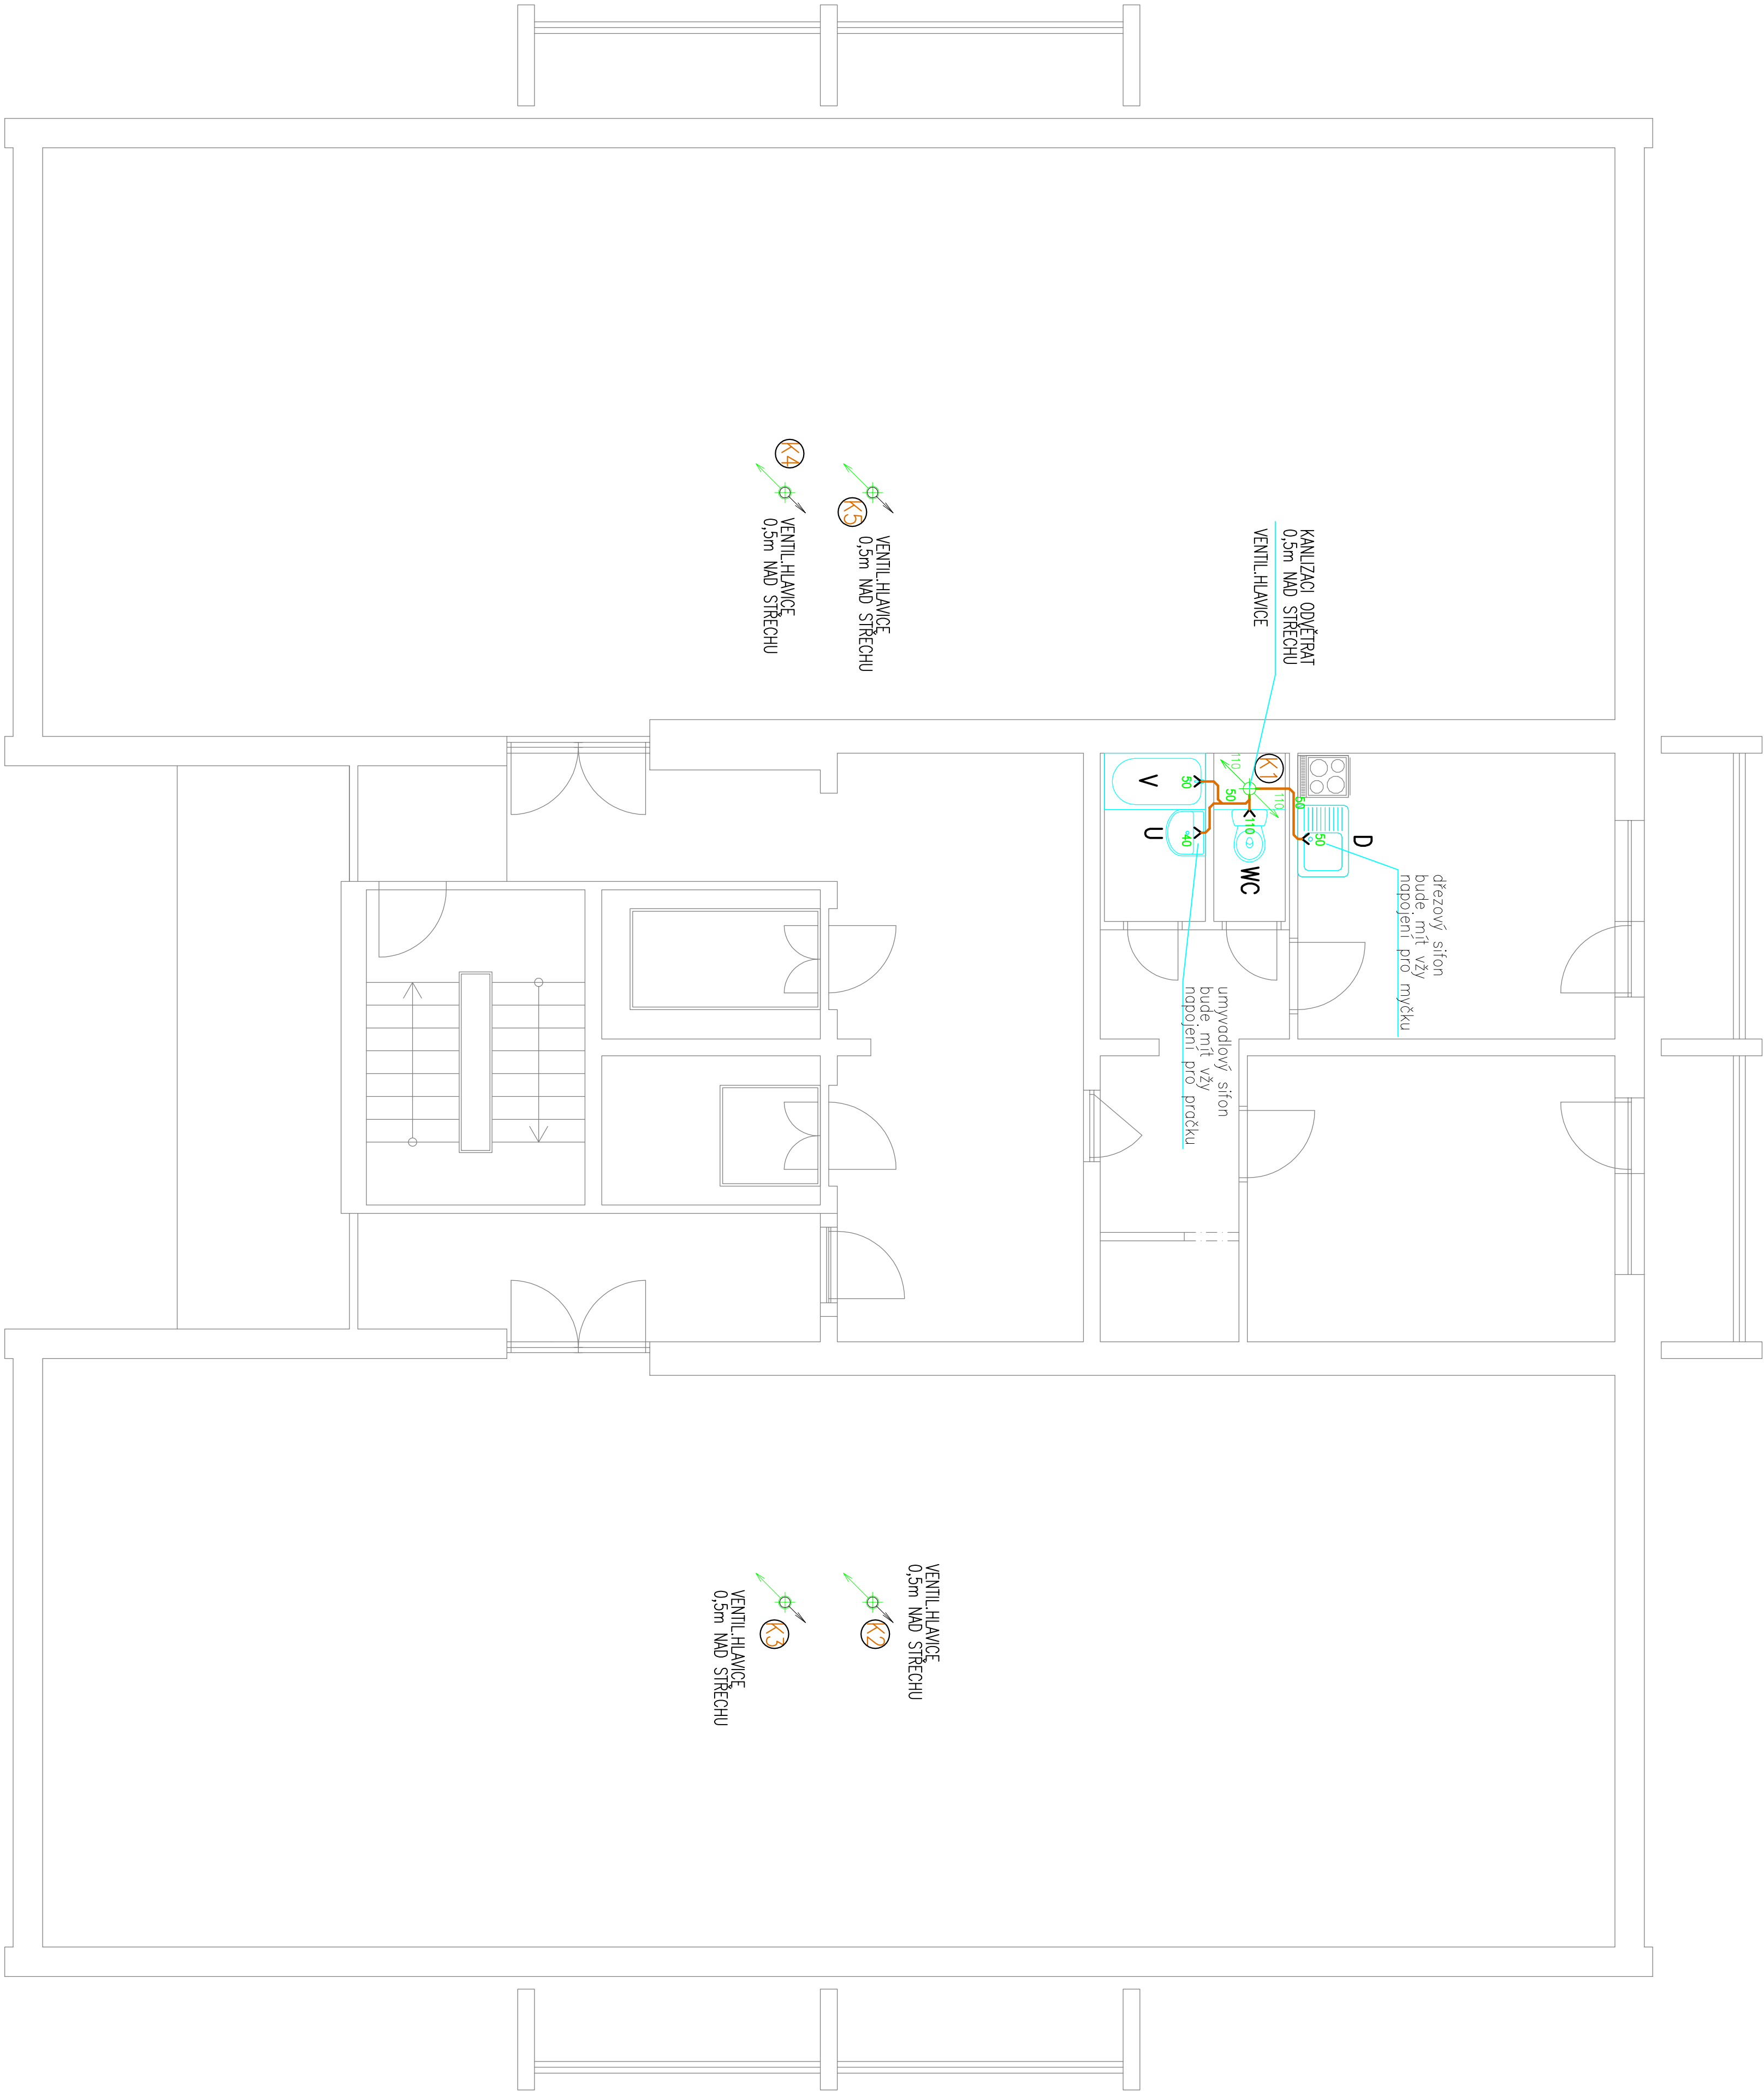 KANLIZACI ODVĚTRAT
0,5m NAD STŘECHU
VENTIL.HLAVICE
K4
VENTIL.HLAVICE
0,5m NAD STŘECHU
K5
VENTIL.HLAVICE
0,5m NAD STŘECHU
K1
110
110
50
50
50
50
110
40
V
U
WC
D
dřezový sifon
bude mít vžy
napojení pro myčku
umyvadlový sifon
bude mít vžy
napojení pro pračku
VENTIL.HLAVICE
0,5m NAD STŘECHU
K2
VENTIL.HLAVICE
0,5m NAD STŘECHU
K3